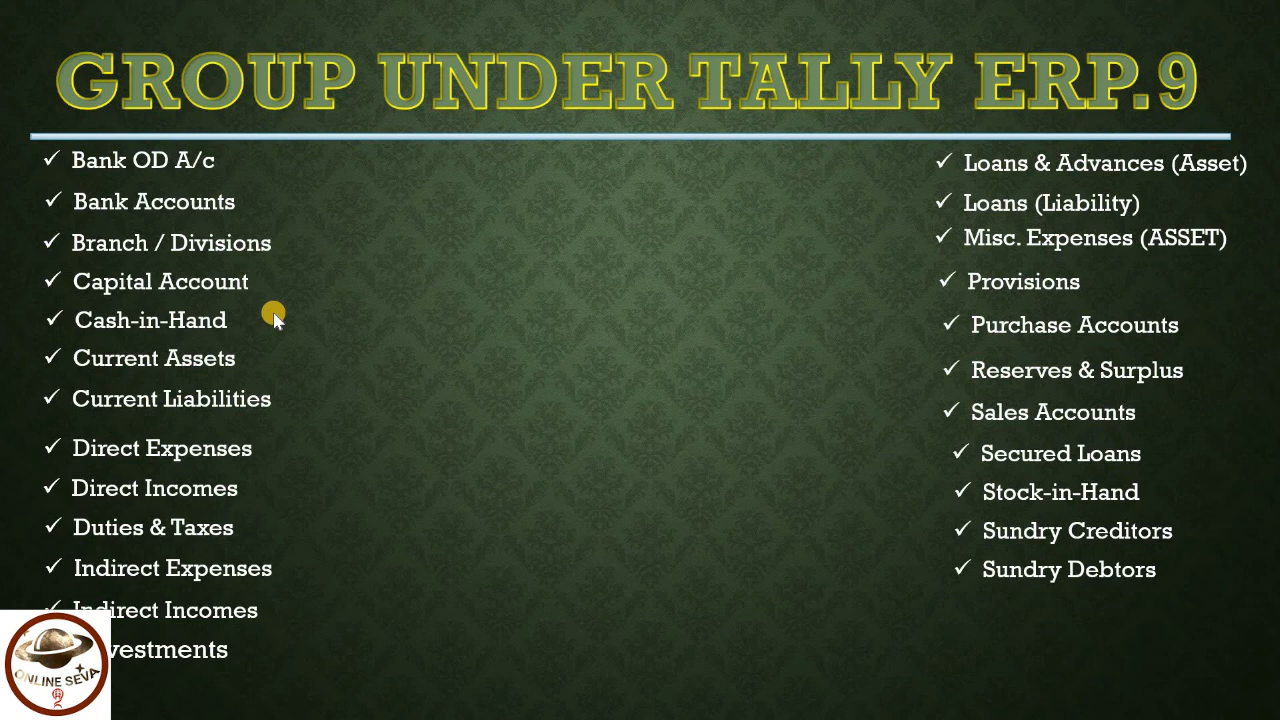 GROUP UNDER TALLY ERP.9
✓ Bank OD A/c
✓ Bank Accounts
✓ Branch / Divisions
✓ Capital Account
✓ Cash-in-Hand
✓ Current Assets
✓ Current Liabilities
✓ Direct Expenses
✓ Direct Incomes
✓ Duties & Taxes
✓ Indirect Expenses
✓ Indirect Incomes
vestments
✓ Loans & Advances (Asset)
✓ Loans (Liability)
✓ Misc. Expenses (ASSET)
✓ Provisions
✓ Purchase Accounts
✓ Reserves & Surplus
✓ Sales Accounts
✓ Secured Loans
✓ Stock-in-Hand
✓ Sundry Creditors
✓ Sundry Debtors
ONLINE SEVA